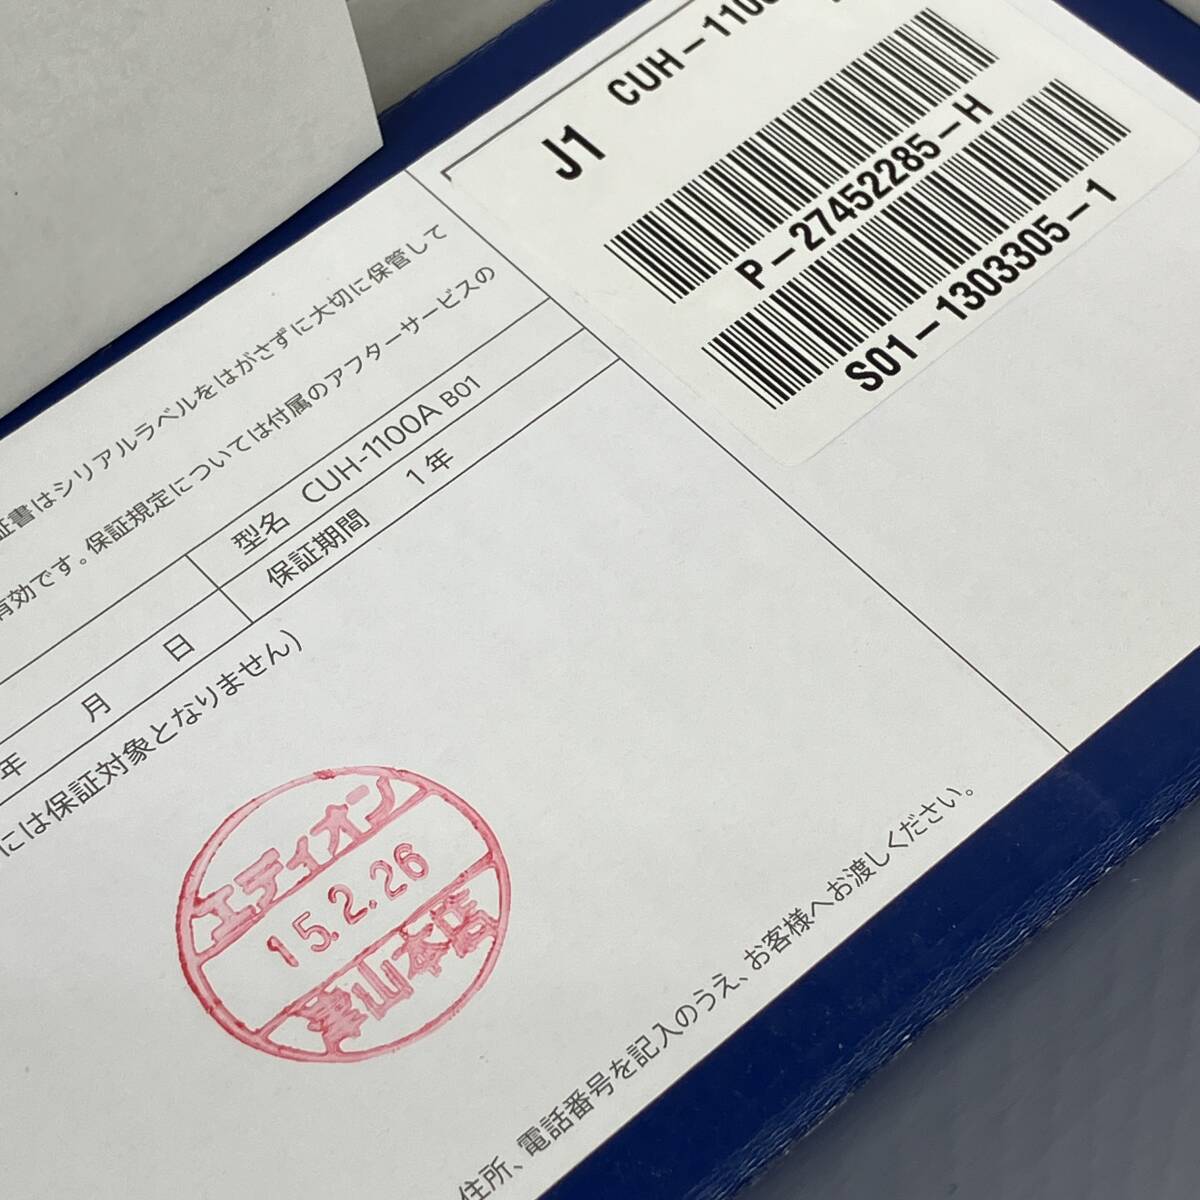 J1
CUH-1100
P-27452285-H
S01-1303305-1
証書はシリアルラベルをはがさずに大切に保管して
有効です。保証規定については付属のアフターサービスの
型名 CUH-1100A B01
保証期間 1年
年 月 日
には保証対象となりません)
エディオン
15.2.26
山本店
住所、電話番号を記入のうえ、お客様へお渡しください。